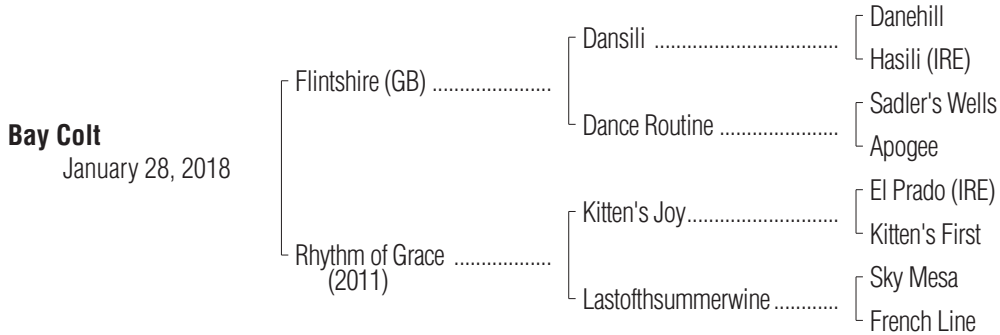 Danehill
Dansili ..................................
Hasili (IRE)
Flintshire (GB) ......................
Sadler's Wells
Dance Routine ......................
Apogee
Bay Colt
January 28, 2018
El Prado (IRE)
Kitten's Joy............................
Kitten's First
Rhythm of Grace ..................
(2011)
Sky Mesa
Lastofthsummerwine............
French Line